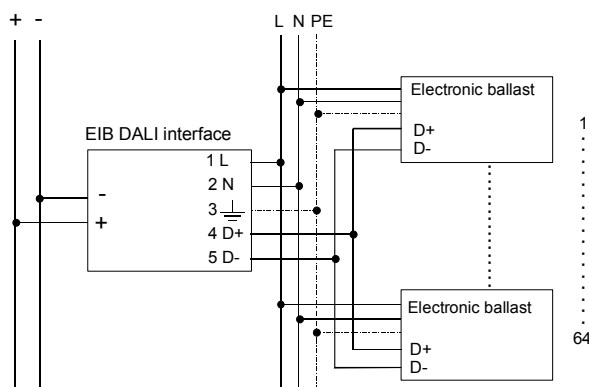 + -
L N PE
Electronic ballast
D+
D-
1
EIB DALI interface
1 L
2 N
3
4 D+
5 D-
-
+
Electronic ballast
D+
D-
64